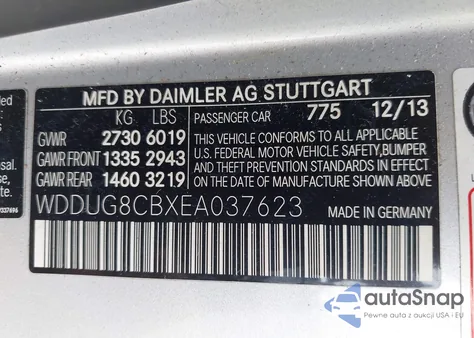 MFD BY DAIMLER AG STUTTGART
KG LBS PASSENGER CAR 775 12/13
GVWR 2730 6019
GAWR FRONT 1335 2943
GAWR REAR 1460 3219
THIS VEHICLE CONFORMS TO ALL APPLICABLE
U.S. FEDERAL MOTOR VEHICLE SAFETY, BUMPER
AND THEFT PREVENTION STANDARDS IN EFFECT
ON THE DATE OF MANUFACTURE SHOWN ABOVE
WDDUG8CBXEA037623 MADE IN GERMANY
autoSnap
Pewne auta z aukcji USA i EU